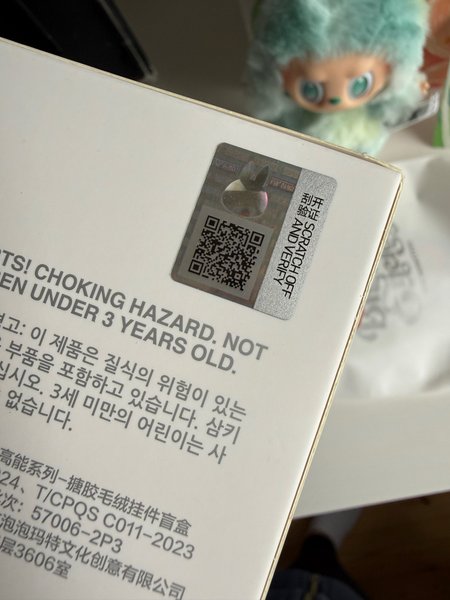 开证 SCRATCH OFF
刮验 AND VERIFY
TS! CHOKING HAZARD. NOT
EN UNDER 3 YEARS OLD.
고: 이 제품은 질식의 위험이 있는
부품을 포함하고 있습니다. 삼키
십시오. 3세 미만의 어린이는 사
없습니다.
高能系列-搪胶毛绒挂件盲盒
24、T/CPQS C011-2023
次: 57006-2P3
泡泡玛特文化创意有限公司
层3606室